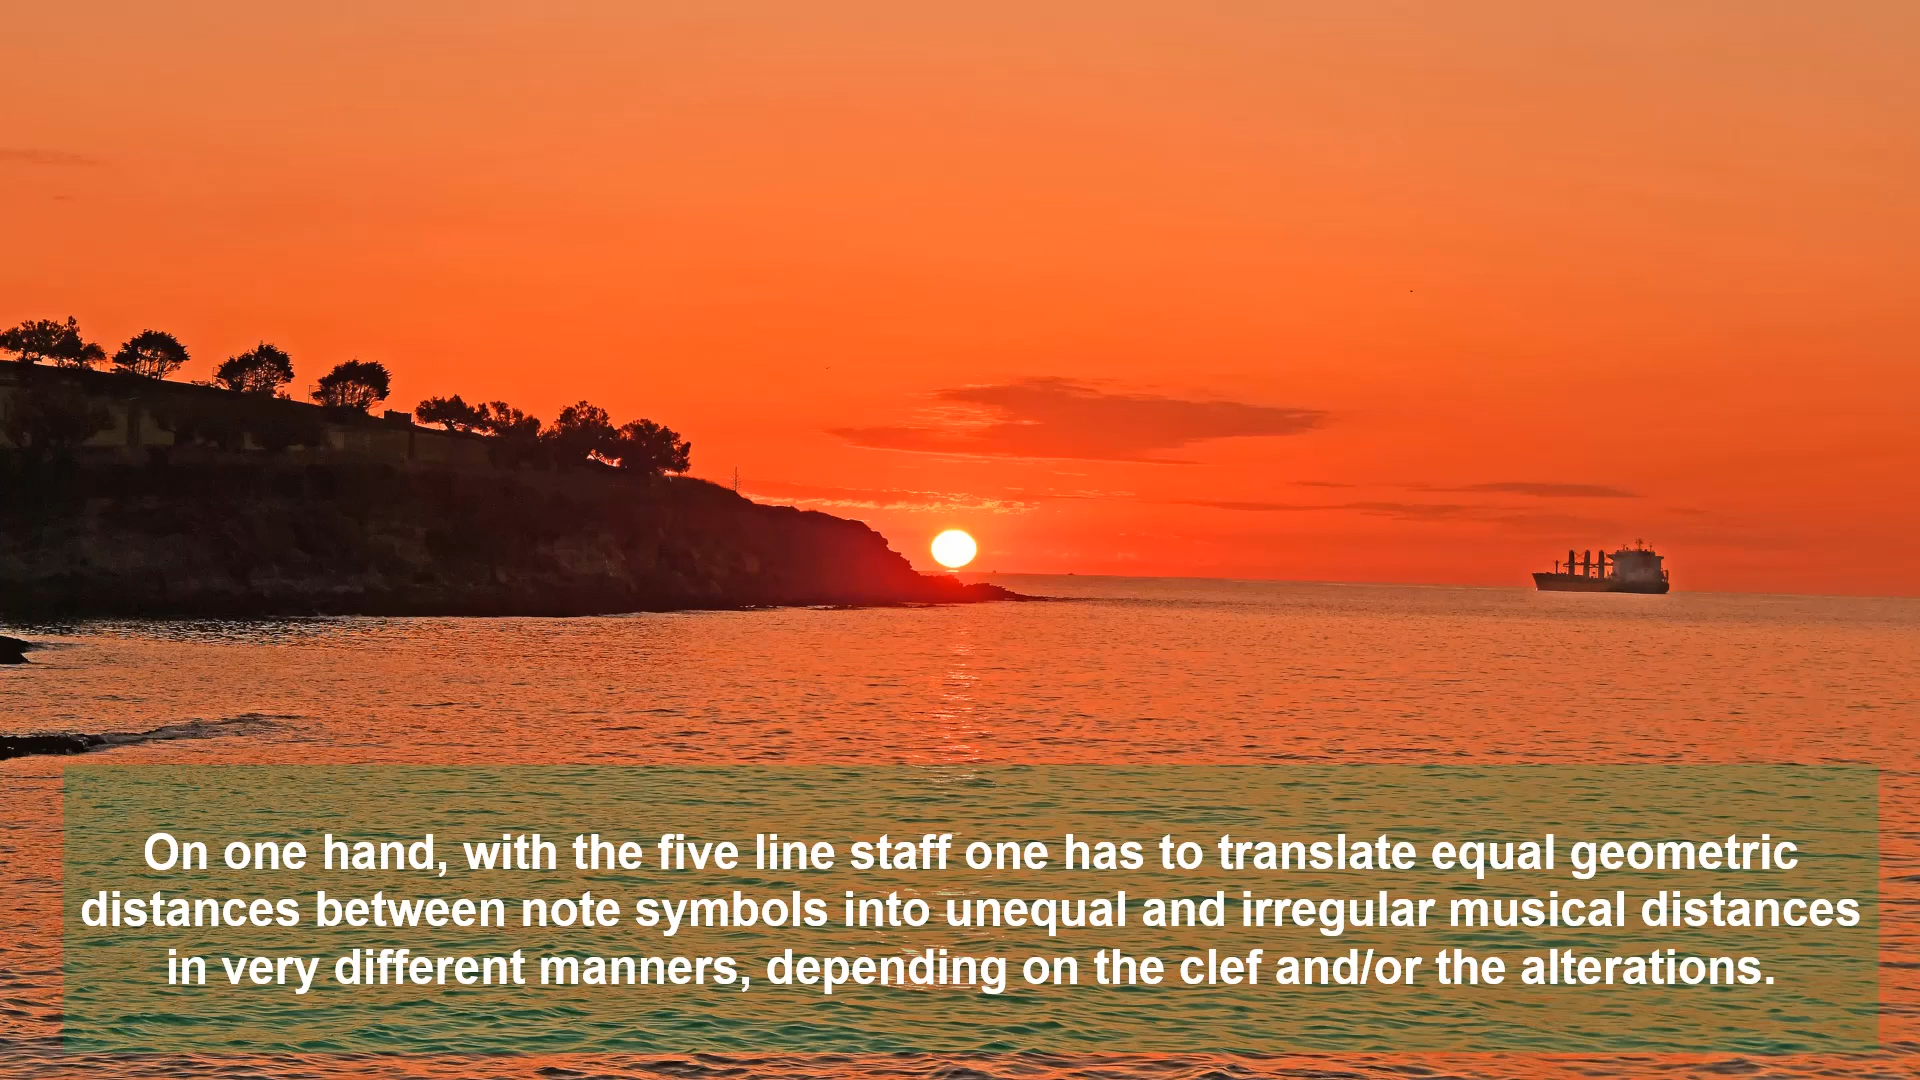 On one hand, with the five line staff one has to translate equal geometric
distances between note symbols into unequal and irregular musical distances
in very different manners, depending on the clef and/or the alterations.